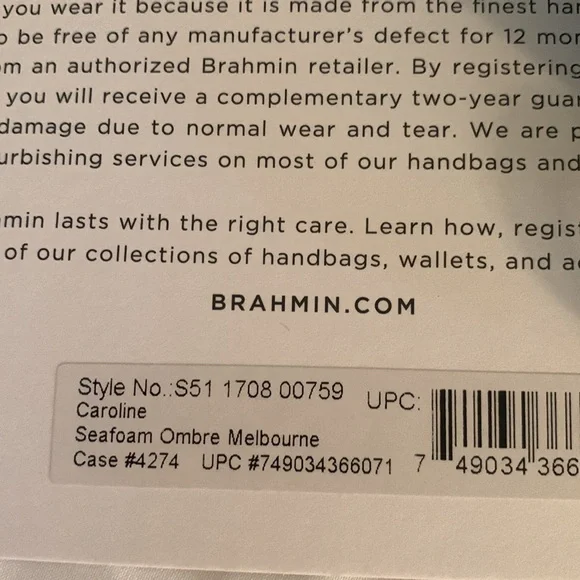 you wear it because it is made from the finest
be free of any manufacturer's defect for 12
an authorized Brahmin retailer. By registering
you will receive a complementary two-year
damage due to normal wear and tear. We are
services on most of our handbags and
lasts with the right care. Learn how,
of our collections of handbags, wallets, and
BRAHMIN.COM
Style No.:S51 1708 00759 UPC:
Caroline
Seafoam Ombre Melbourne
Case #4274 UPC #749034366071 7 49034 366